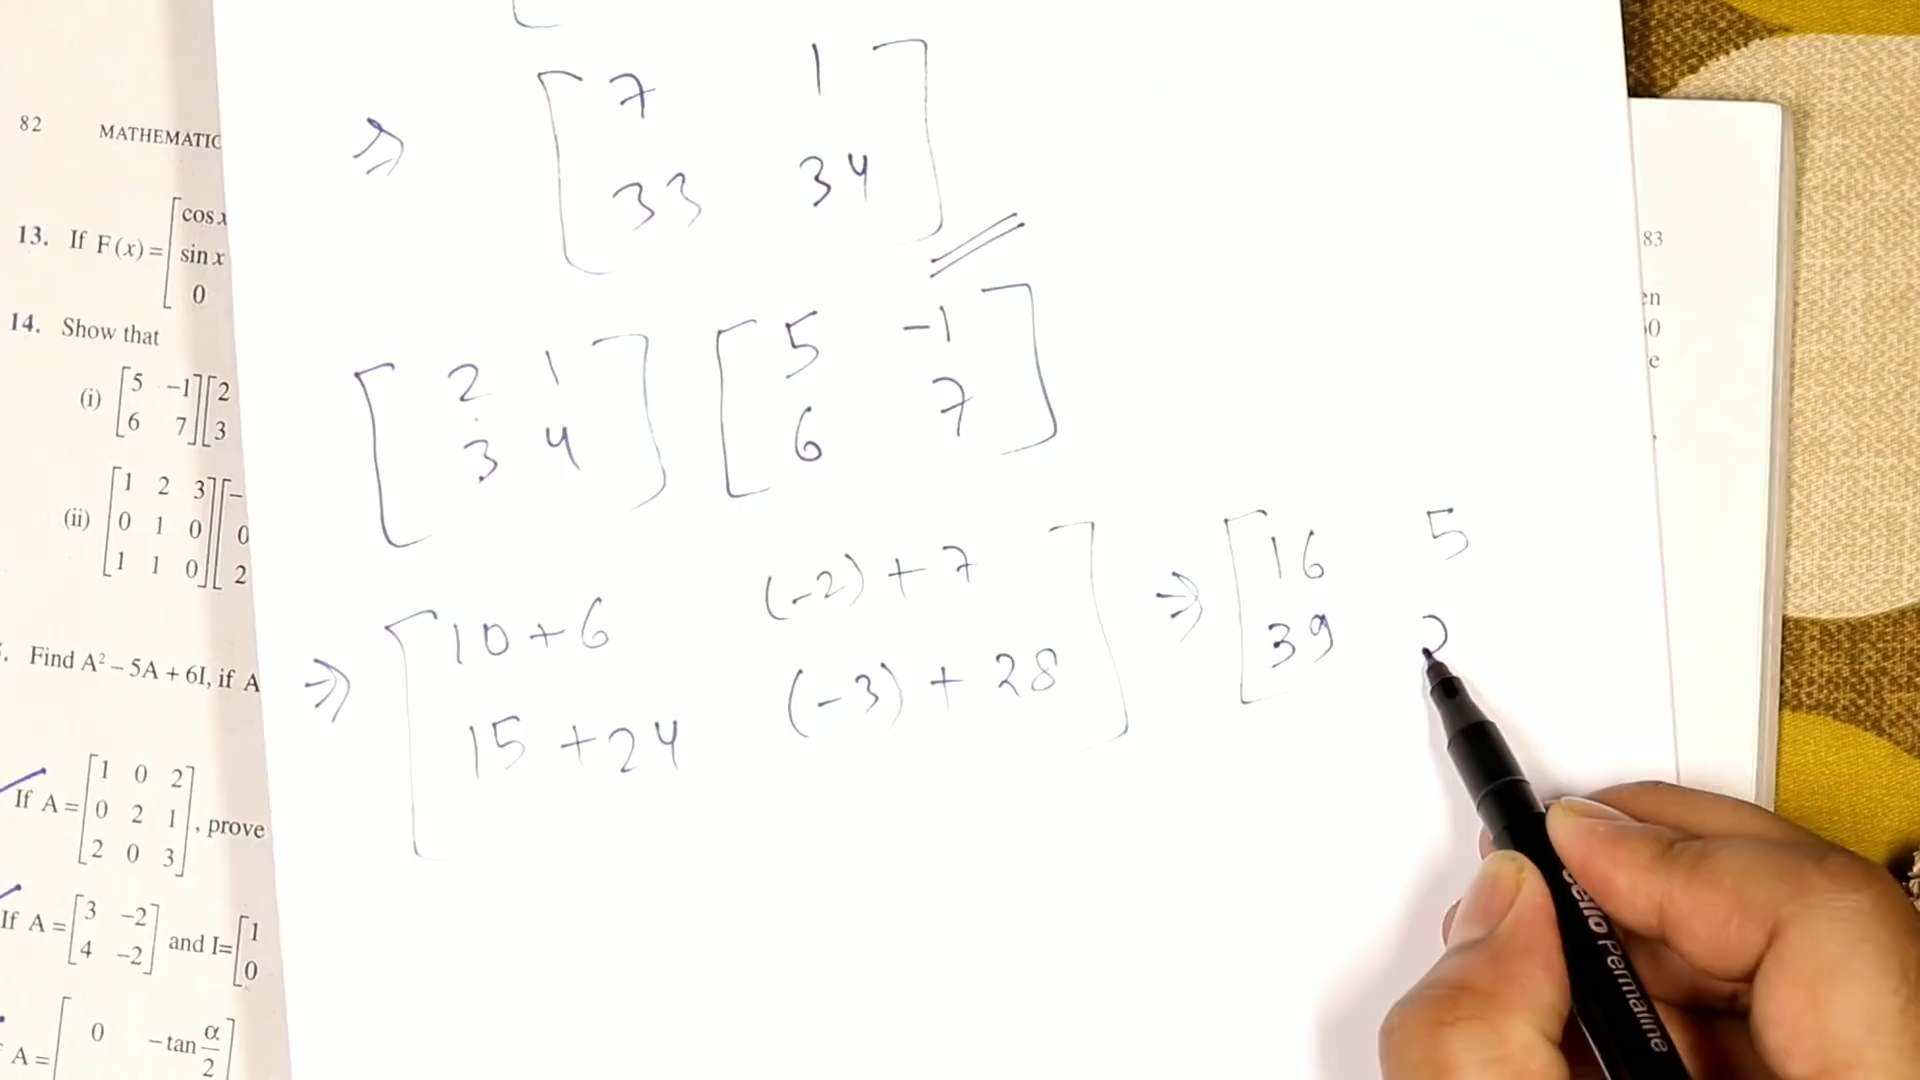 82 MATHEMATIC
13. If F(x) = [cos x
sin x
0
14. Show that
(i) [5 -1] [2
6 7] [3
(ii) [1 2 3] [-
0 1 0] 0
1 1 0] [2
. Find A² – 5A + 6I, if A
If A = [1 0 2]
0 2 1 , prove
2 0 3]
If A = [3 -2] and I = [1
4 -2] 0
A = [0 -tan α/2]
⇒ [7 1
33 34]
[2 1 [5 -1
3 4] 6 7]
⇒ [10+6 (-2)+7
15+24 (-3)+28]
⇒ [16 5
39 2
83
en
0
e
cello Permaline